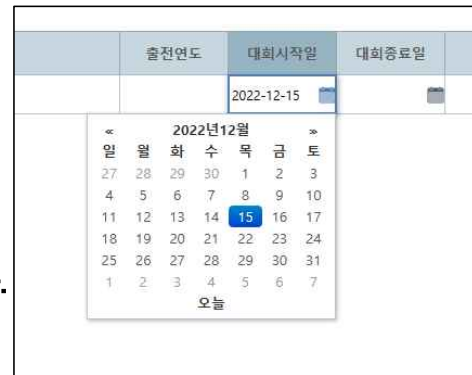 출전연도 대회시작일 대회종료일
2022-12-15
« 2022년12월 »
일 월 화 수 목 금 토
27 28 29 30 1 2 3
4 5 6 7 8 9 10
11 12 13 14 15 16 17
18 19 20 21 22 23 24
25 26 27 28 29 30 31
1 2 3 4 5 6 7
오늘
.